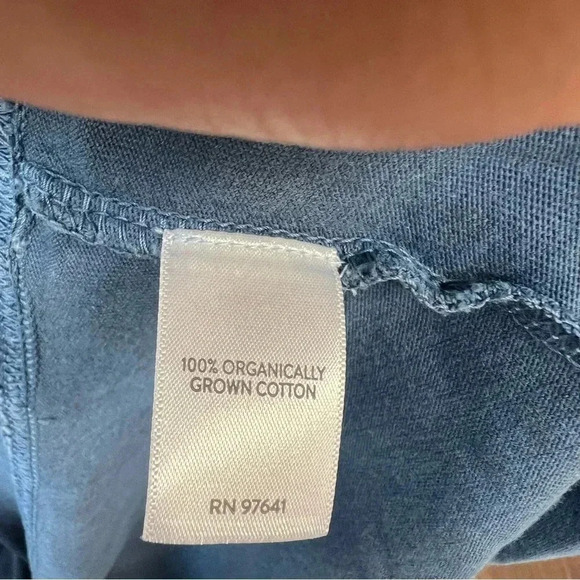 100% ORGANICALLY
GROWN COTTON
RN 97641